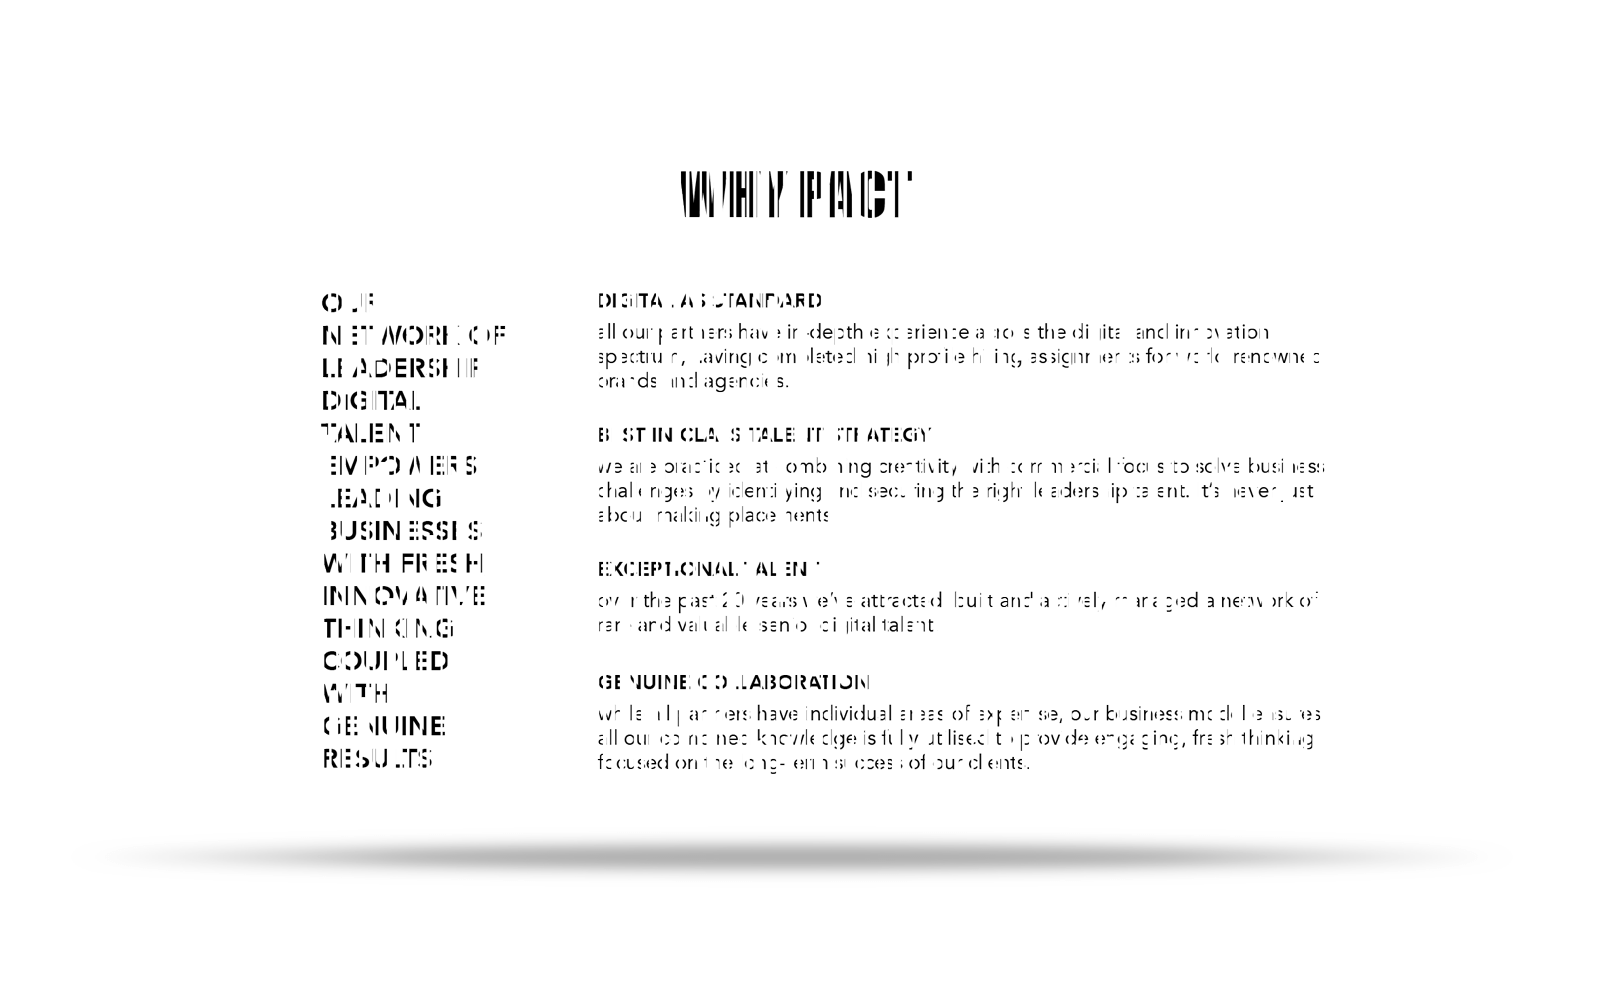 WHY PACT
OUR
NETWORK OF
LEADERSHIP
DIGITAL
TALENT
EMPOWERS
LEADING
BUSINESSES
WITH FRESH
INNOVATIVE
THINKING
COUPLED
WITH
GENUINE
RESULTS
DIGITAL AS STANDARD
all our partners have in-depth experience across the digital and innovation
spectrum, having completed high profile hiring assignments for world renowned
brands and agencies.
BEST IN CLASS TALENT STRATEGY
we are practiced at combining creativity with commercial focus to solve business
challenges by identifying and securing the right leadership talent. it's never just
about making placements
EXCEPTIONAL TALENT
over the past 20 years we've attracted, built and actively managed a network of
rare and valuable senior digital talent
GENUINE COLLABORATION
while all partners have individual areas of expertise, our business model ensures
all our combined knowledge is fully utilised to provide engaging, fresh thinking
focused on the long-term success of our clients.